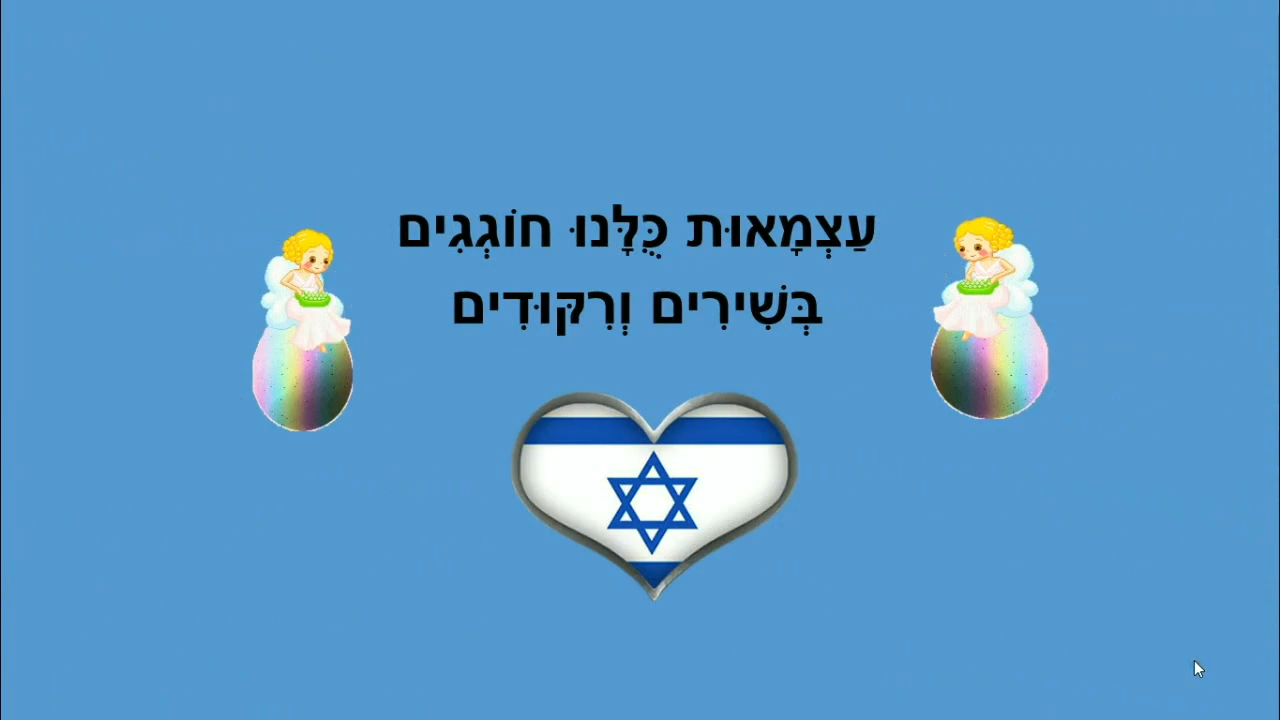 עַצְמָאוּת כֻּלָּנוּ חוֹגְגִים
בְּשִׁירִים וְרִקּוּדִים